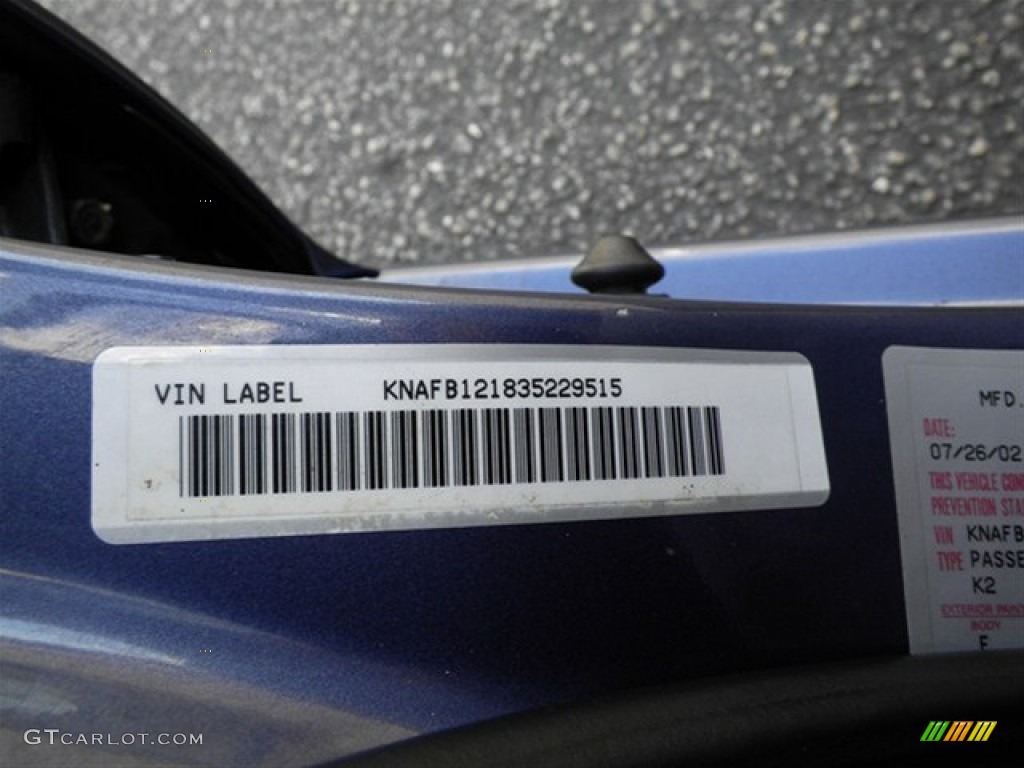 VIN LABEL KNAFB121835229515
MFD.
DATE:
07/26/02
THIS VEHICLE CON
PREVENTION STA
VIN KNAFB
TYPE PASSE
K2
EXTERIOR PAINT
BODY
F
GTCARLOT.COM